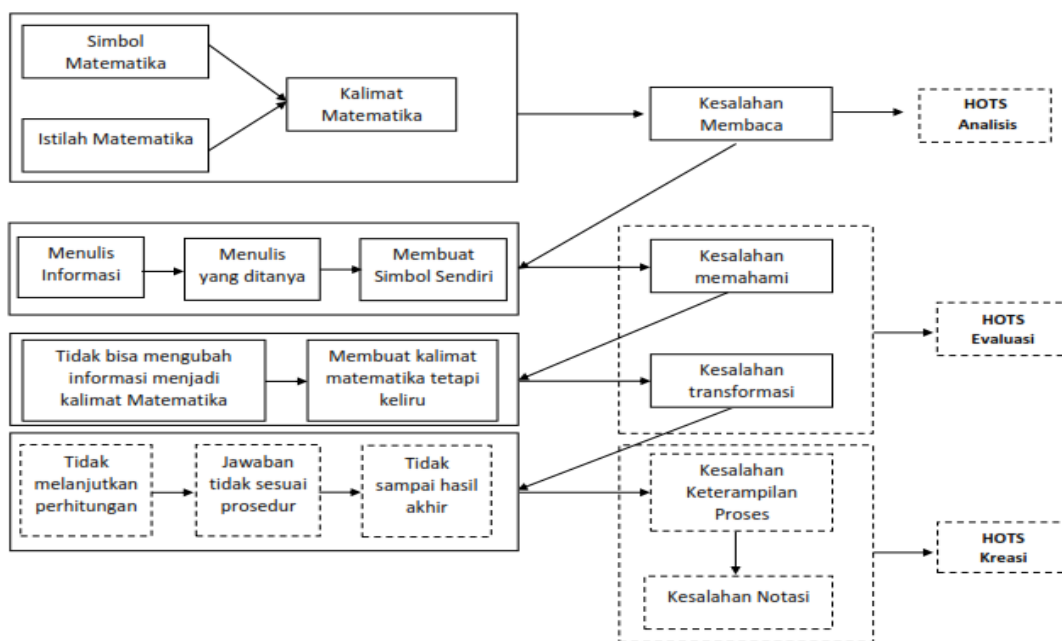 Simbol
Matematika
Istilah Matematika
Kalimat
Matematika
Kesalahan
Membaca
HOTS
Analisis
Menulis
Informasi
Menulis
yang ditanya
Membuat
Simbol Sendiri
Kesalahan
memahami
HOTS
Evaluasi
Tidak bisa mengubah
informasi menjadi
kalimat Matematika
Membuat kalimat
matematika tetapi
keliru
Kesalahan
transformasi
Tidak
melanjutkan
perhitungan
Jawaban
tidak sesuai
prosedur
Tidak
sampai hasil
akhir
Kesalahan
Keterampilan
Proses
HOTS
Kreasi
Kesalahan Notasi